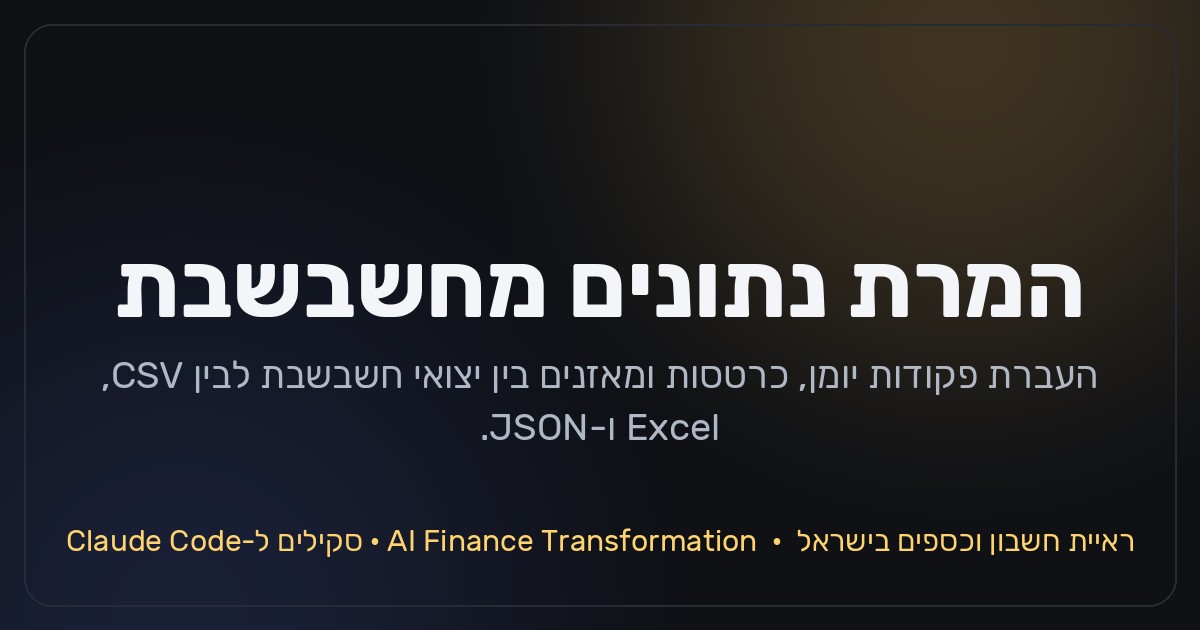 המרת נתונים מחשבשבת
העברת פקודות יומן, כרטסות ומאזנים בין יצואי חשבשבת לבין CSV,
Excel ו-JSON.
ראיית חשבון וכספים בישראל • AI Finance Transformation • סקילים ל-Claude Code